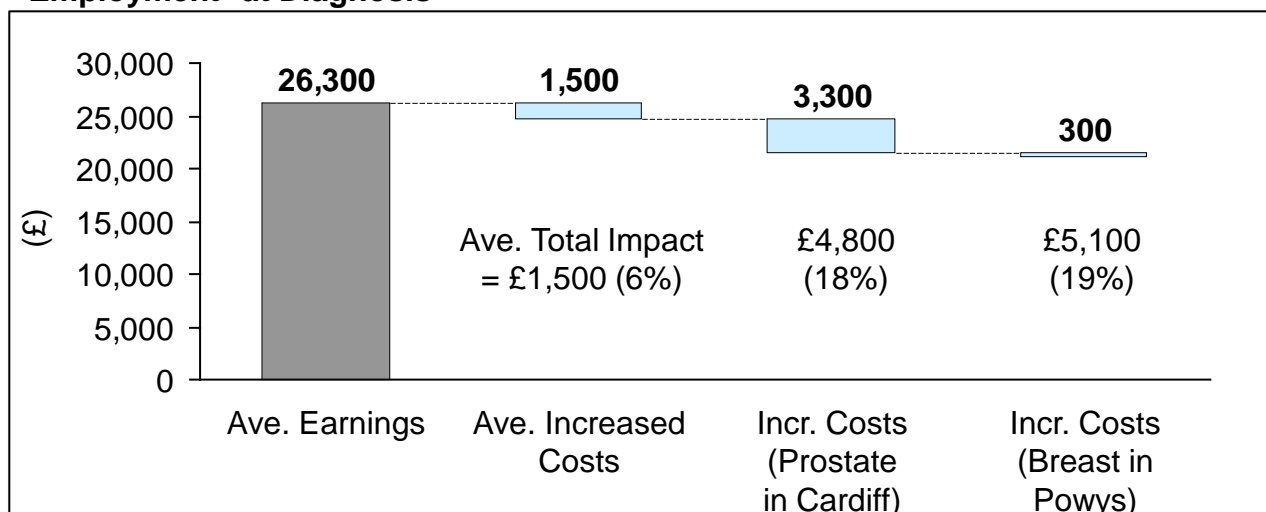 Employment at Diagnosis
30,000
25,000
20,000
15,000
10,000
5,000
0
(£)
26,300
1,500
3,300
300
Ave. Total Impact
= £1,500 (6%)
£4,800
(18%)
£5,100
(19%)
Ave. Earnings
Ave. Increased
Costs
Incr. Costs
(Prostate
in Cardiff)
Incr. Costs
(Breast in
Powys)